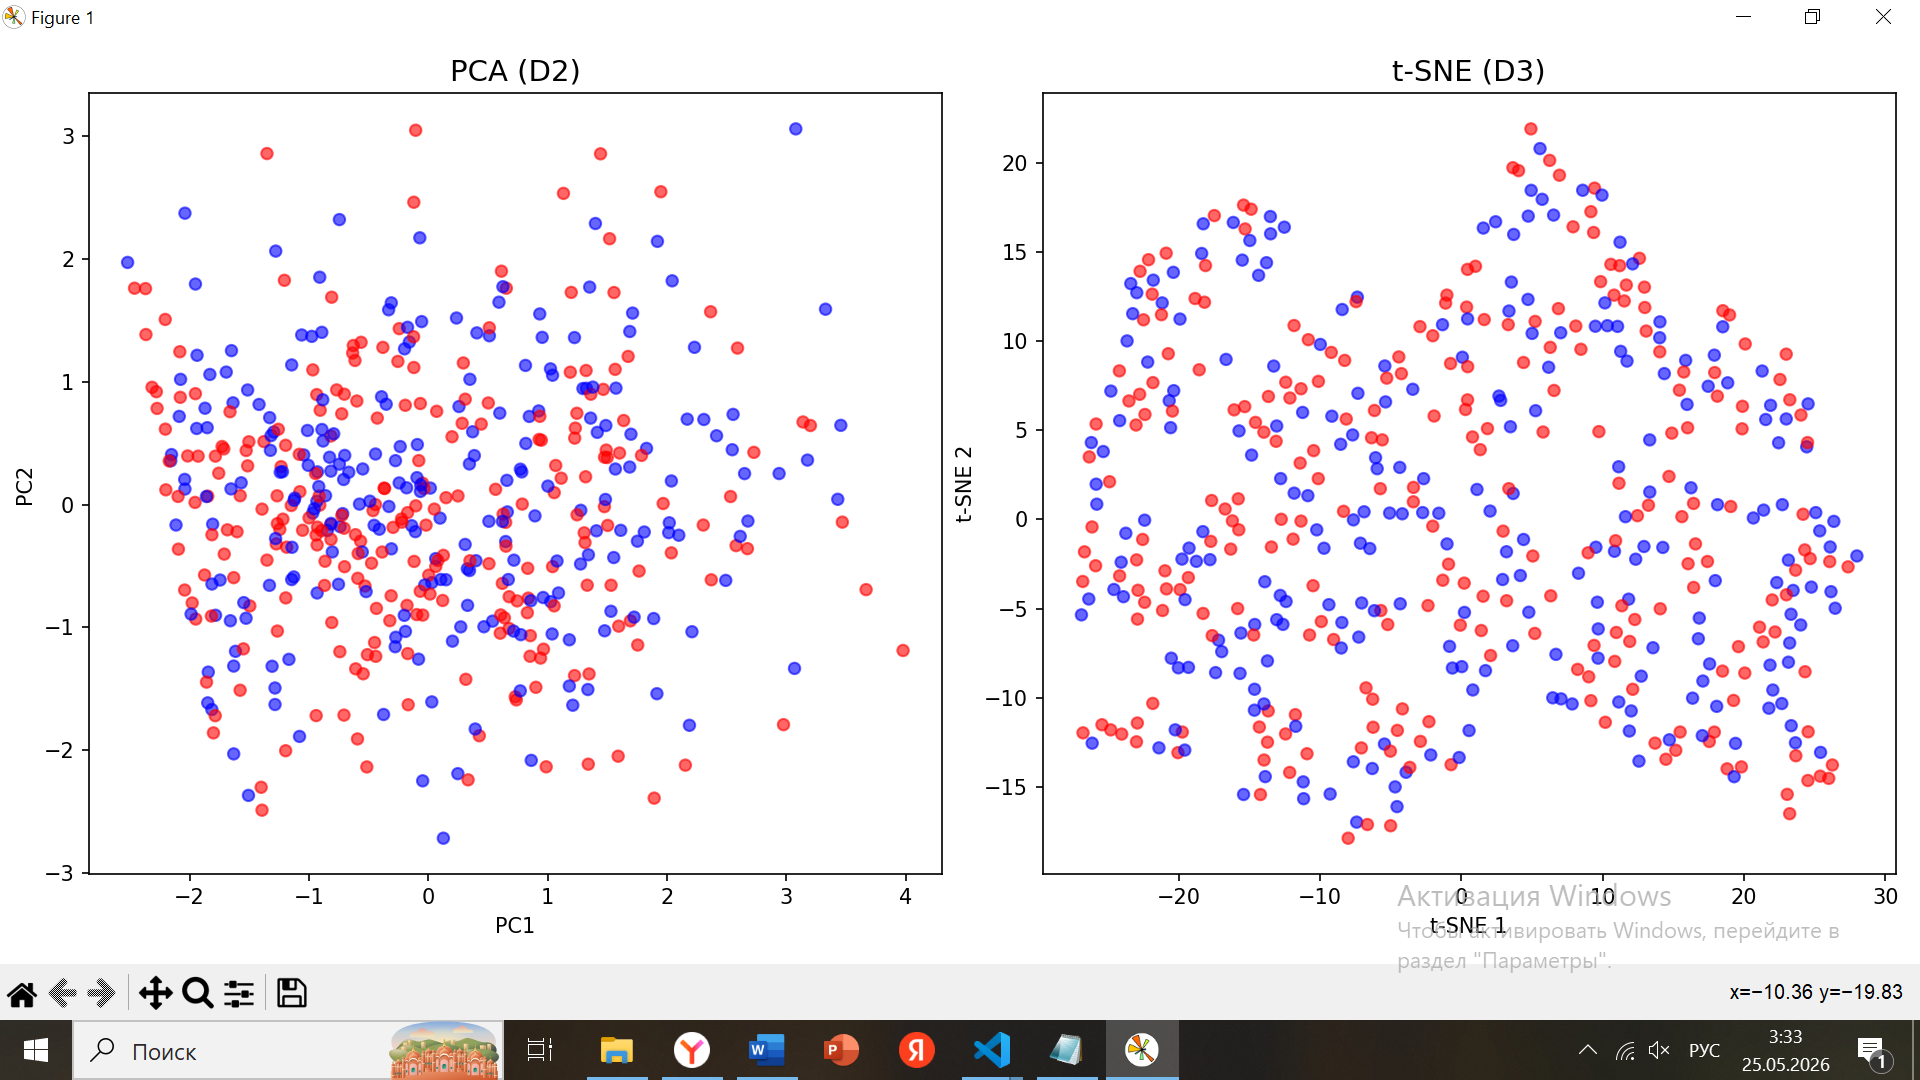 Figure 1
PCA (D2)
3
2
1
0
−1
−2
−3
PC2
−2
−1
0
1
2
3
4
PC1
t-SNE (D3)
20
15
10
5
0
−5
−10
−15
t-SNE 2
−20
−10
0
10
20
30
t-SNE 1
Активация Windows
Чтобы активировать Windows, перейдите в
раздел "Параметры".
x=−10.36 y=−19.83
Поиск
Y
W
P
Я
РУС
3:33
25.05.2026
1